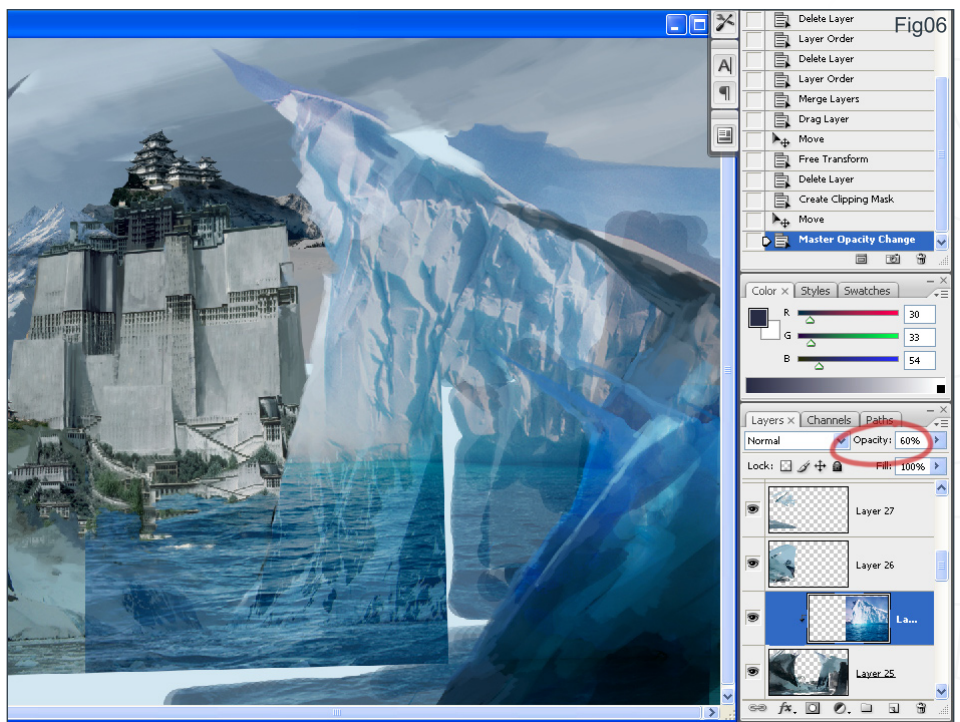 Fig06
Delete Layer
Layer Order
Delete Layer
Layer Order
Merge Layers
Drag Layer
Move
Free Transform
Delete Layer
Create Clipping Mask
Move
Master Opacity Change
Color × Styles Swatches
R 30
G 33
B 54
Layers × Channels Paths
Normal Opacity: 60%
Lock: Fill: 100%
Layer 27
Layer 26
La...
Layer 25
fx.